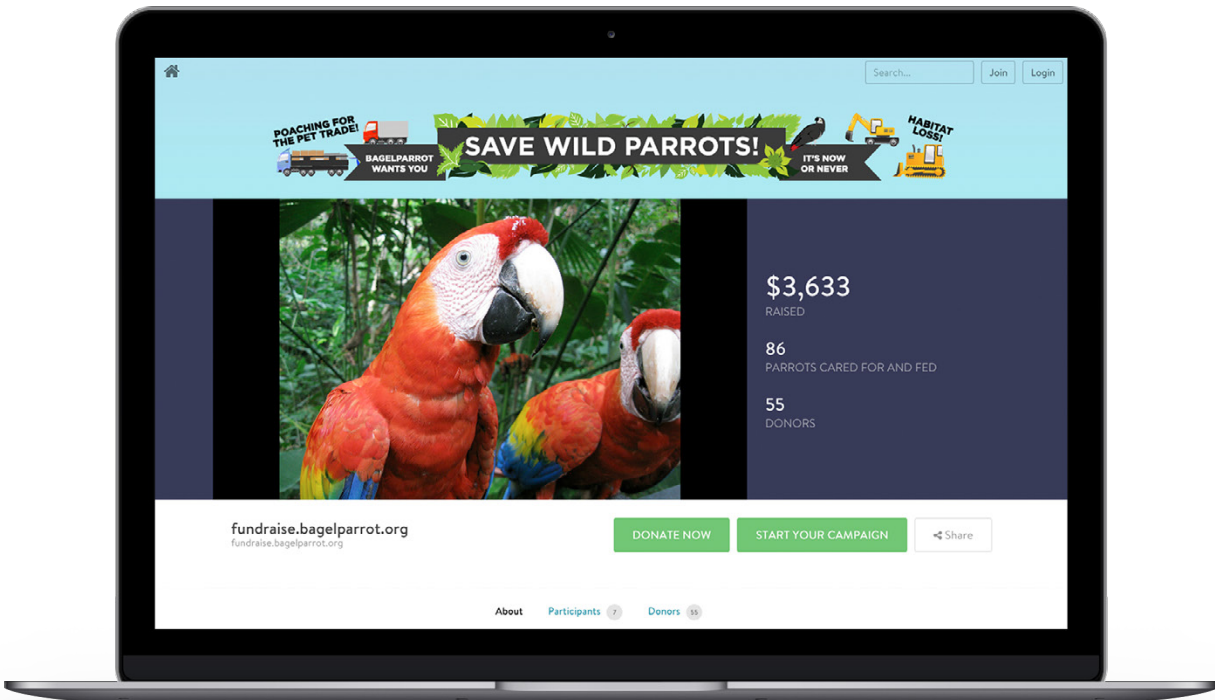 Search...
Join
Login
POACHING FOR
THE PET TRADE!
BAGELPARROT
WANTS YOU
SAVE WILD PARROTS!
IT'S NOW
OR NEVER
HABITAT
LOSS!
$3,633
RAISED
86
PARROTS CARED FOR AND FED
55
DONORS
fundraise.bagelparrot.org
fundraise.bagelparrot.org
DONATE NOW
START YOUR CAMPAIGN
Share
About
Participants 7
Donors 55